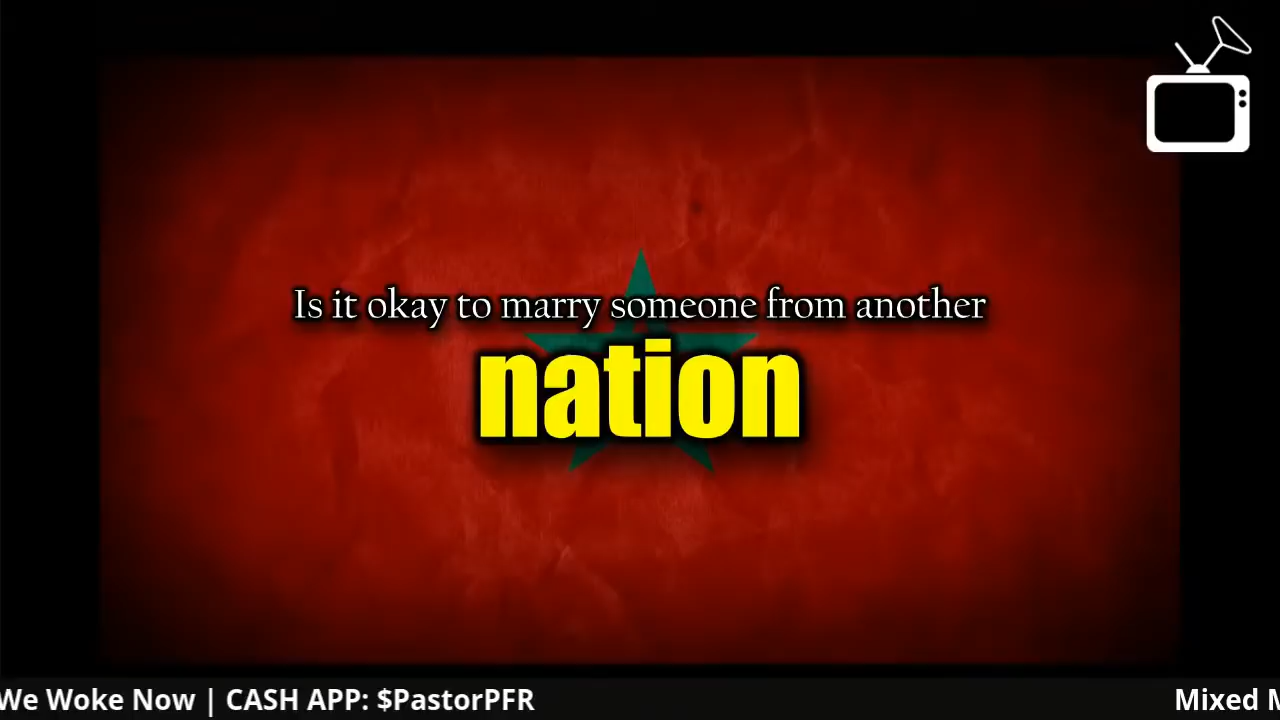 Is it okay to marry someone from another
nation
We Woke Now | CASH APP: $PastorPFR
Mixed